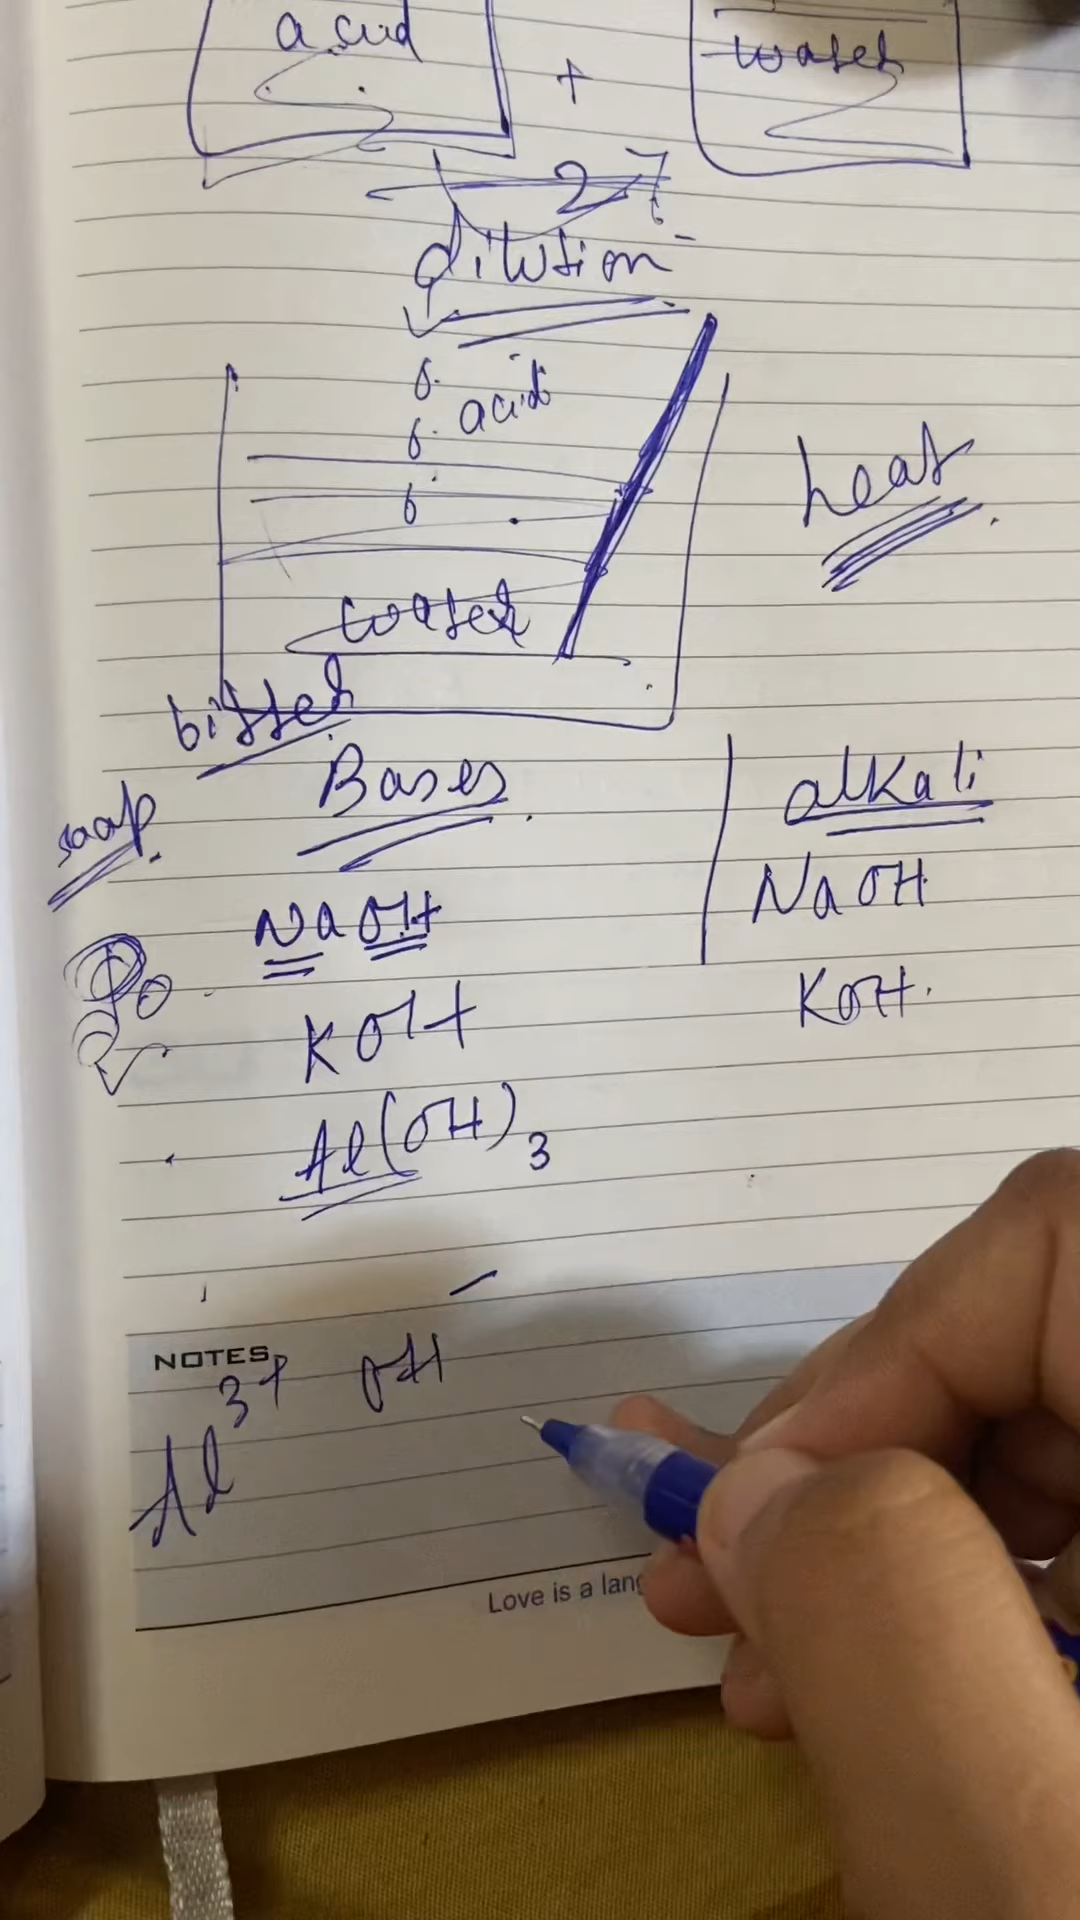 acid + water
27
dilution
acid
heat
water
bitter
Bases alkali
soap
NaOH NaOH
KOH KOH.
Al(OH)3
NOTES
Al3+ OH-
Love is a lang